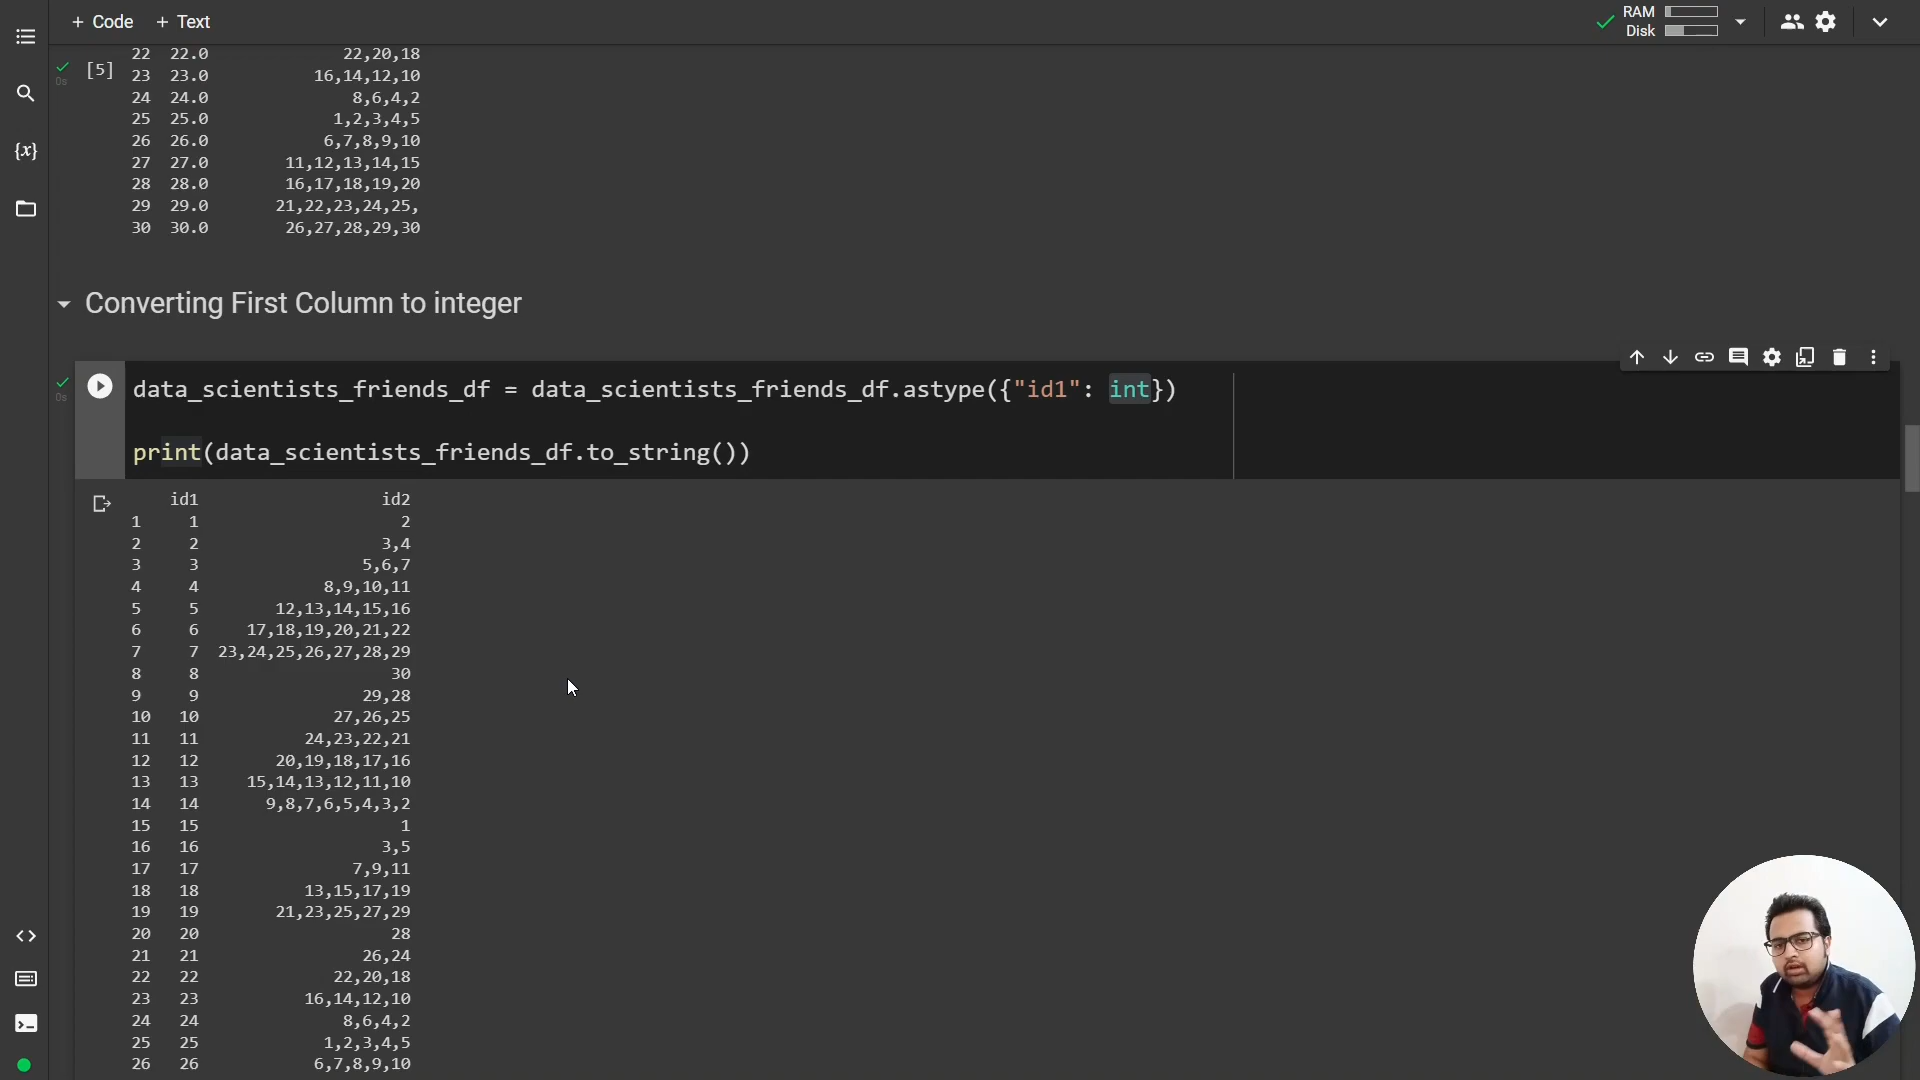 + Code + Text
RAM
Disk
{x}
0s
[5]
22 22.0 22,20,18
23 23.0 16,14,12,10
24 24.0 8,6,4,2
25 25.0 1,2,3,4,5
26 26.0 6,7,8,9,10
27 27.0 11,12,13,14,15
28 28.0 16,17,18,19,20
29 29.0 21,22,23,24,25,
30 30.0 26,27,28,29,30
Converting First Column to integer
0s
data_scientists_friends_df = data_scientists_friends_df.astype({"id1": int})
print(data_scientists_friends_df.to_string())
id1 id2
1 1 2
2 2 3,4
3 3 5,6,7
4 4 8,9,10,11
5 5 12,13,14,15,16
6 6 17,18,19,20,21,22
7 7 23,24,25,26,27,28,29
8 8 30
9 9 29,28
10 10 27,26,25
11 11 24,23,22,21
12 12 20,19,18,17,16
13 13 15,14,13,12,11,10
14 14 9,8,7,6,5,4,3,2
15 15 1
16 16 3,5
17 17 7,9,11
18 18 13,15,17,19
19 19 21,23,25,27,29
20 20 28
21 21 26,24
22 22 22,20,18
23 23 16,14,12,10
24 24 8,6,4,2
25 25 1,2,3,4,5
26 26 6,7,8,9,10